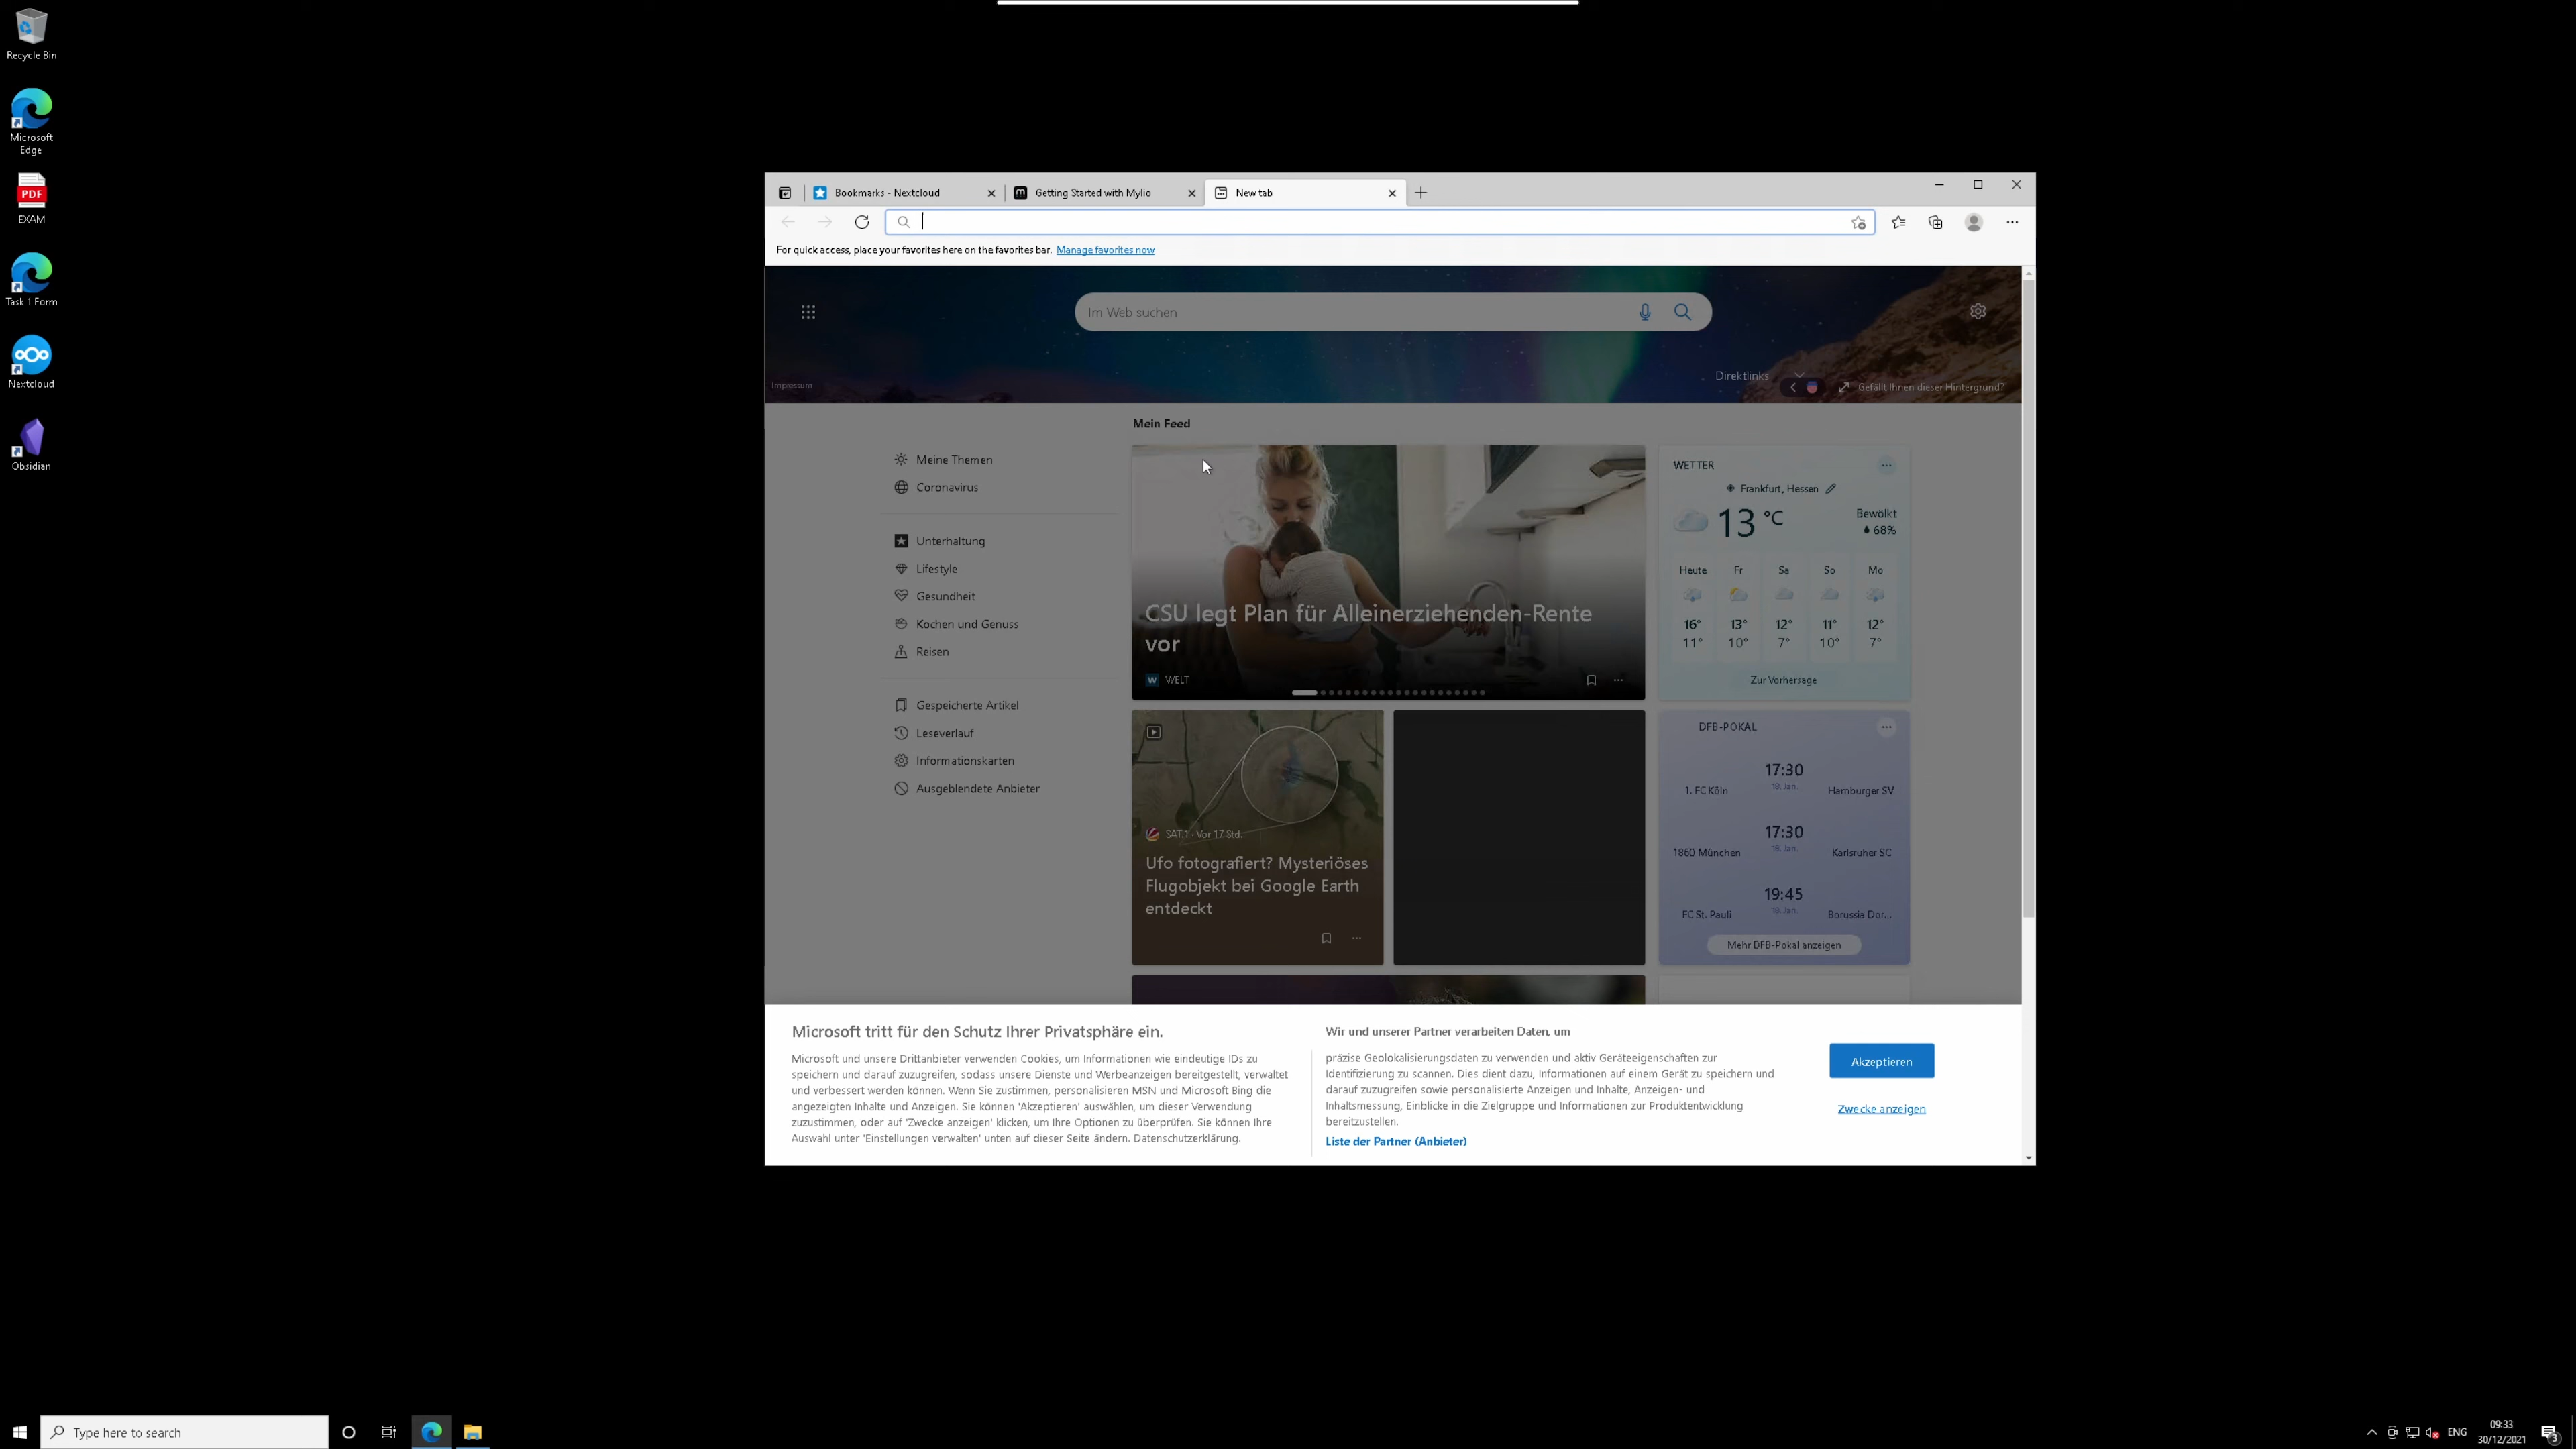 Recycle Bin
Microsoft
Edge
PDF
EXAM
Task 1 Form
Nextcloud
Obsidian
Bookmarks - Nextcloud
Getting Started with Mylio
New tab
For quick access, place your favorites here on the favorites bar. Manage favorites now
Im Web suchen
Impressum
Direktlinks
Gefällt Ihnen dieser Hintergrund?
Mein Feed
Meine Themen
Coronavirus
Unterhaltung
Lifestyle
Gesundheit
Kochen und Genuss
Reisen
Gespeicherte Artikel
Leseverlauf
Informationskarten
Ausgeblendete Anbieter
CSU legt Plan für Alleinerziehenden-Rente
vor
W WELT
WETTER
Frankfurt, Hessen
13 °C
Bewölkt
68%
Heute Fr Sa So Mo
16° 13° 12° 11° 12°
11° 10° 7° 10° 7°
Zur Vorhersage
SAT.1 · Vor 17 Std.
Ufo fotografiert? Mysteriöses
Flugobjekt bei Google Earth
entdeckt
DFB-POKAL
17:30
1. FC Köln 18. Jan. Hamburger SV
17:30
1860 München 18. Jan. Karlsruher SC
19:45
FC St. Pauli 18. Jan. Borussia Dor...
Mehr DFB-Pokal anzeigen
Microsoft tritt für den Schutz Ihrer Privatsphäre ein.
Microsoft und unsere Drittanbieter verwenden Cookies, um Informationen wie eindeutige IDs zu
speichern und darauf zuzugreifen, sodass unsere Dienste und Werbeanzeigen bereitgestellt, verwaltet
und verbessert werden können. Wenn Sie zustimmen, personalisieren MSN und Microsoft Bing die
angezeigten Inhalte und Anzeigen. Sie können 'Akzeptieren' auswählen, um dieser Verwendung
zuzustimmen, oder auf 'Zwecke anzeigen' klicken, um Ihre Optionen zu überprüfen. Sie können Ihre
Auswahl unter 'Einstellungen verwalten' unten auf dieser Seite ändern. Datenschutzerklärung.
Wir und unserer Partner verarbeiten Daten, um
präzise Geolokalisierungsdaten zu verwenden und aktiv Geräteeigenschaften zur
Identifizierung zu scannen. Dies dient dazu, Informationen auf einem Gerät zu speichern und
darauf zuzugreifen sowie personalisierte Anzeigen und Inhalte, Anzeigen- und
Inhaltsmessung, Einblicke in die Zielgruppe und Informationen zur Produktentwicklung
bereitzustellen.
Liste der Partner (Anbieter)
Akzeptieren
Zwecke anzeigen
Type here to search
ENG
09:33
30/12/2021
3